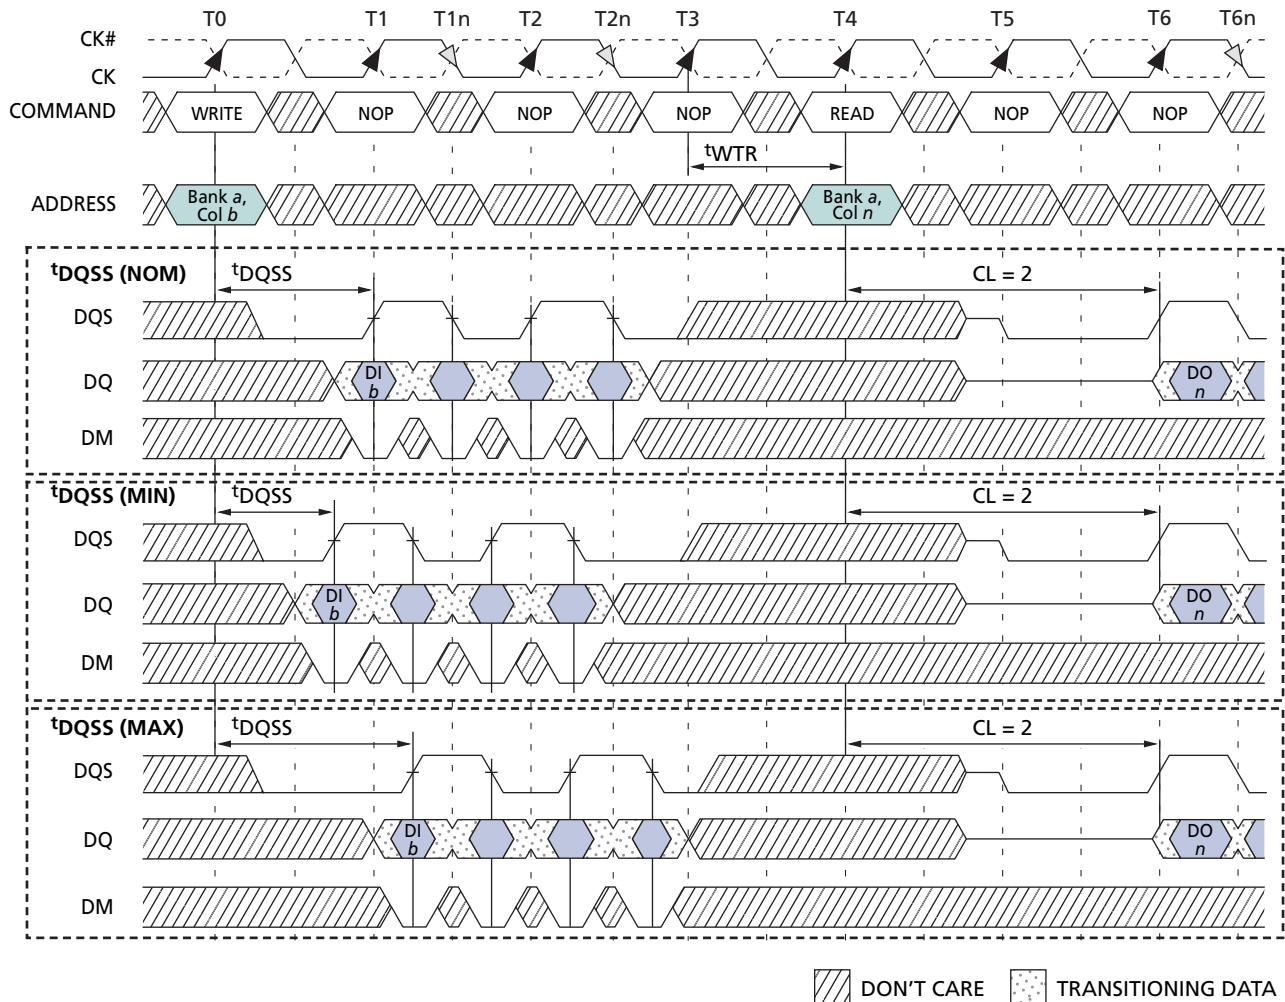 T0 T1 T1n T2 T2n T3 T4 T5 T6 T6n
CK#
CK
COMMAND WRITE NOP NOP NOP READ NOP NOP
tWTR
ADDRESS Bank a, Col b Bank a, Col n
tDQSS (NOM) tDQSS CL = 2
DQS
DQ DI b DO n
DM
tDQSS (MIN) tDQSS CL = 2
DQS
DQ DI b DO n
DM
tDQSS (MAX) tDQSS CL = 2
DQS
DQ DI b DO n
DM
DON'T CARE TRANSITIONING DATA